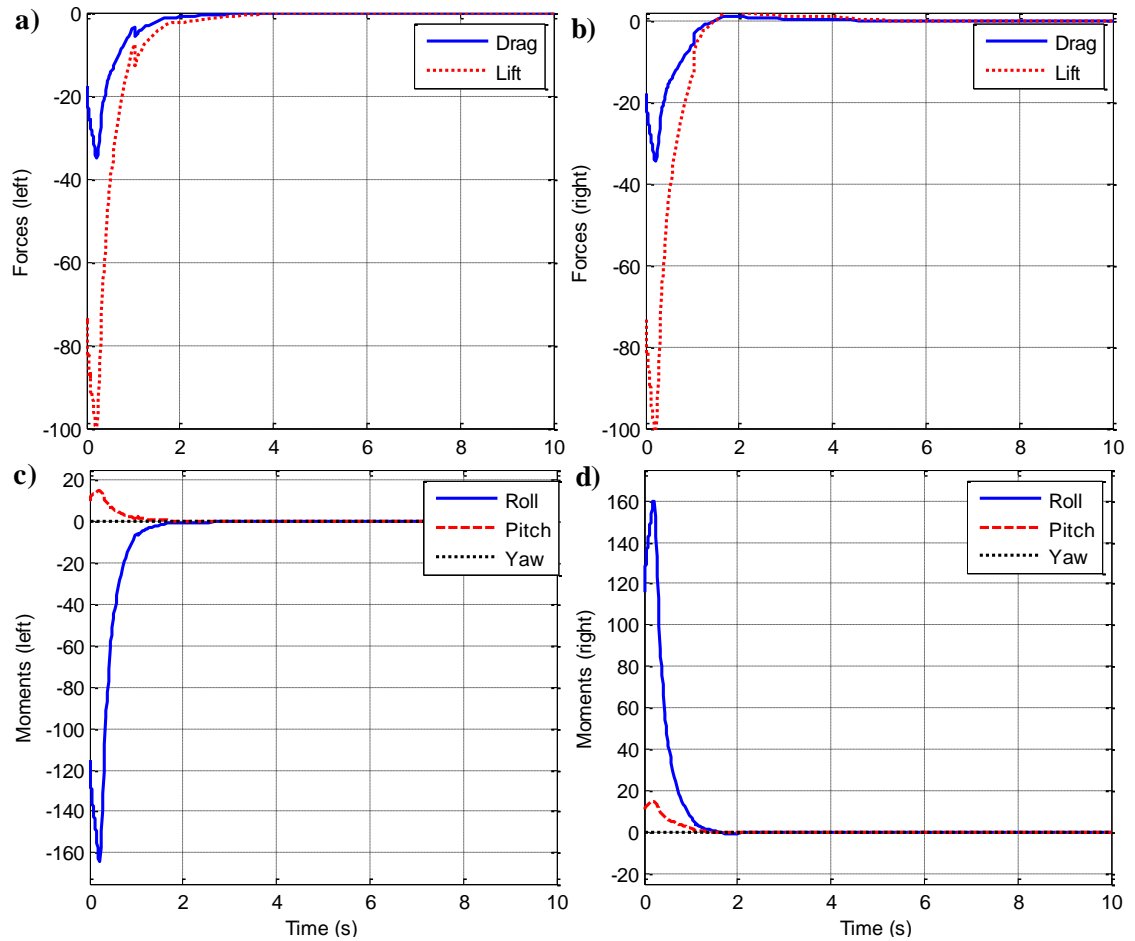 a)
0
-20
-40
-60
-80
-100
Forces (left)
Drag
Lift
0 2 4 6 8 10
b)
0
-20
-40
-60
-80
-100
Forces (right)
Drag
Lift
0 2 4 6 8 10
c)
20
0
-20
-40
-60
-80
-100
-120
-140
-160
Moments (left)
Roll
Pitch
Yaw
0 2 4 6 8 10
Time (s)
d)
160
140
120
100
80
60
40
20
0
-20
Moments (right)
Roll
Pitch
Yaw
0 2 4 6 8 10
Time (s)